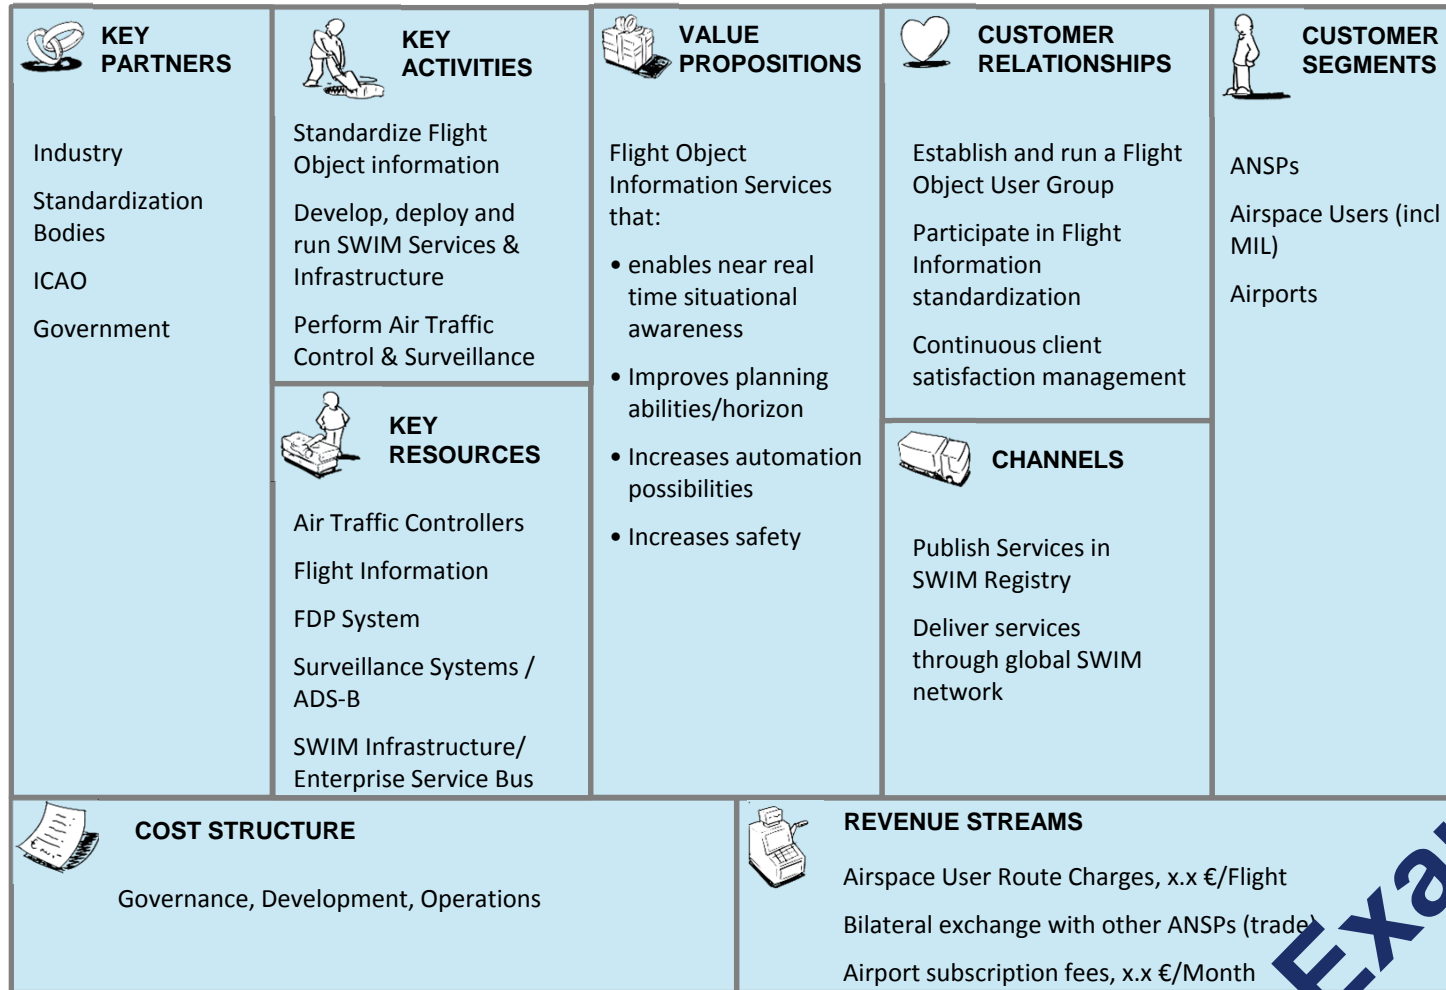 KEY
PARTNERS
Industry
Standardization
Bodies
ICAO
Government
KEY
ACTIVITIES
Standardize Flight
Object information
Develop, deploy and
run SWIM Services &
Infrastructure
Perform Air Traffic
Control & Surveillance
KEY
RESOURCES
Air Traffic Controllers
Flight Information
FDP System
Surveillance Systems /
ADS-B
SWIM Infrastructure/
Enterprise Service Bus
VALUE
PROPOSITIONS
Flight Object
Information Services
that:
• enables near real
time situational
awareness
• Improves planning
abilities/horizon
• Increases automation
possibilities
• Increases safety
CUSTOMER
RELATIONSHIPS
Establish and run a Flight
Object User Group
Participate in Flight
Information
standardization
Continuous client
satisfaction management
CHANNELS
Publish Services in
SWIM Registry
Deliver services
through global SWIM
network
CUSTOMER
SEGMENTS
ANSPs
Airspace Users (incl
MIL)
Airports
COST STRUCTURE
Governance, Development, Operations
REVENUE STREAMS
Airspace User Route Charges, x.x €/Flight
Bilateral exchange with other ANSPs (trade)
Airport subscription fees, x.x €/Month